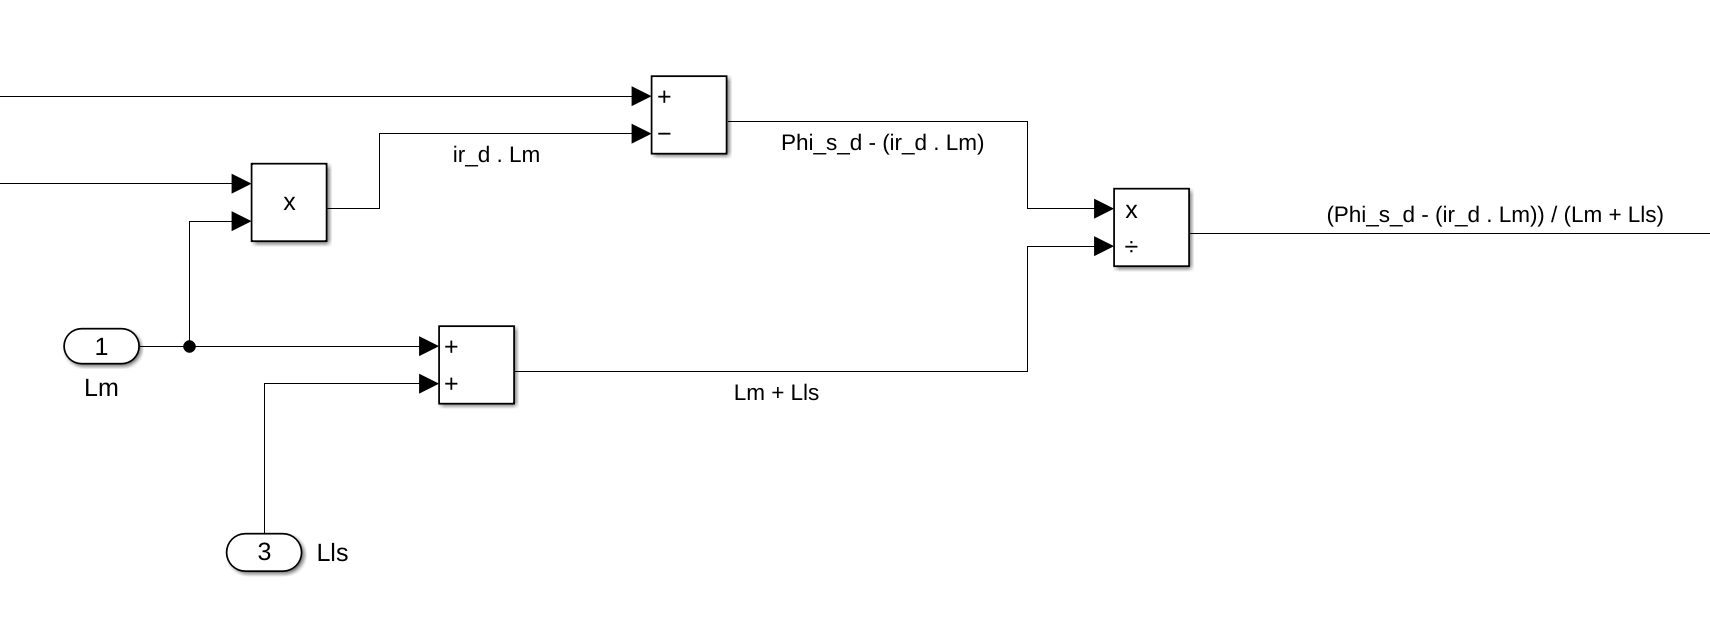 +
−
ir_d . Lm
Phi_s_d - (ir_d . Lm)
x
x
÷
(Phi_s_d - (ir_d . Lm)) / (Lm + Lls)
1
Lm
+
+
Lm + Lls
3
Lls